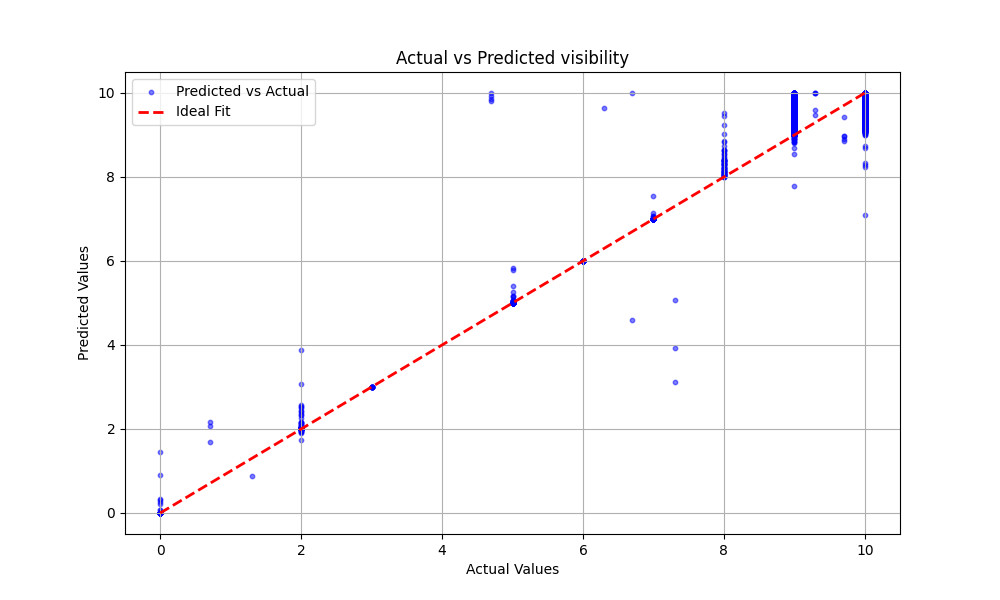 Actual vs Predicted visibility
Predicted vs Actual
Ideal Fit
10
8
6
4
2
0
Predicted Values
0 2 4 6 8 10
Actual Values